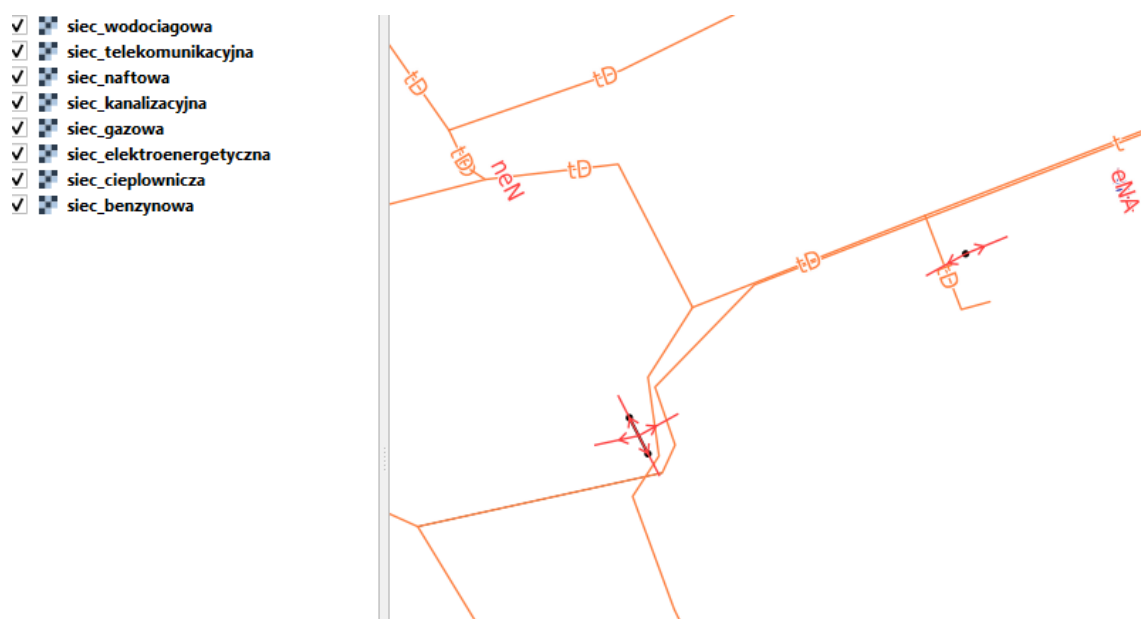 siec_wodociagowa
siec_telekomunikacyjna
siec_naftowa
siec_kanalizacyjna
siec_gazowa
siec_elektroenergetyczna
siec_cieplownicza
siec_benzynowa
tD
tD
tD
neN
tD
t
eNA
tD
tD